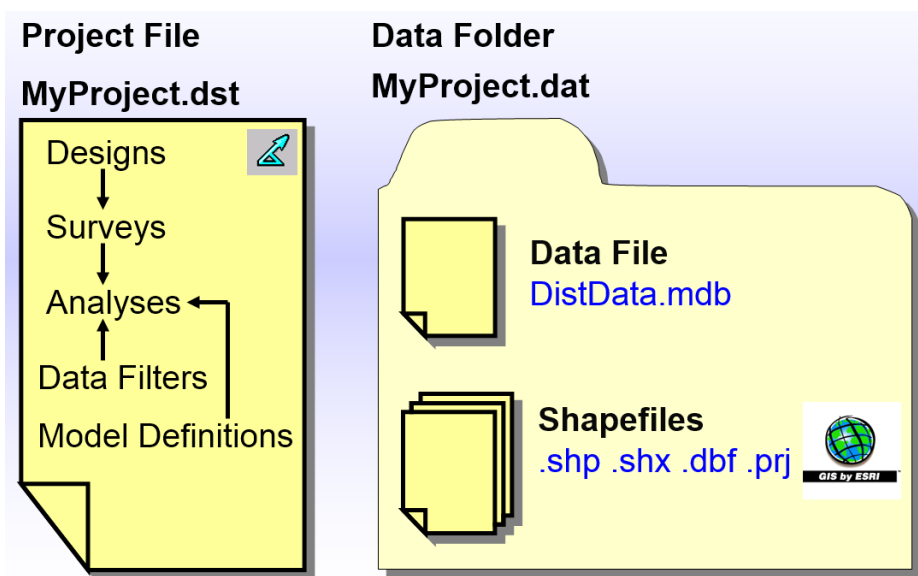 Project File
MyProject.dst
Designs
Surveys
Analyses
Data Filters
Model Definitions
Data Folder
MyProject.dat
Data File
DistData.mdb
Shapefiles
.shp .shx .dbf .prj
GIS by ESRI